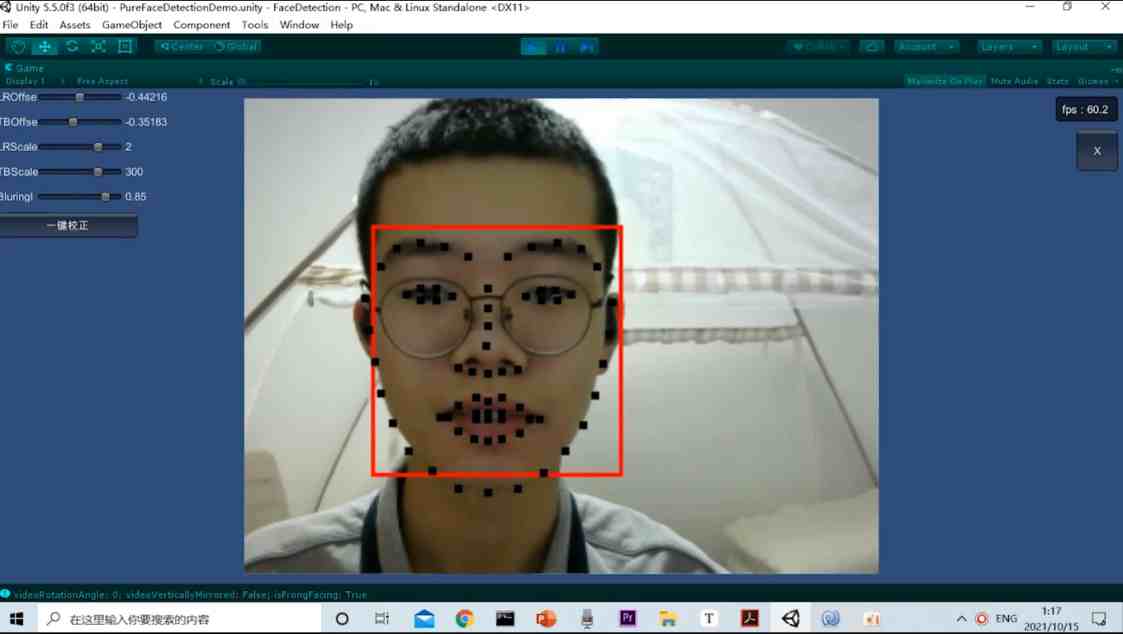 Unity 5.5.0f3 (64bit) - PureFaceDetectionDemo.unity - FaceDetection - PC, Mac & Linux Standalone <DX11>
File Edit Assets GameObject Component Tools Window Help
Center Global Collab Account Layers Layout
Game
Display 1 Free Aspect Scale 1x Maximize On Play Mute Audio Stats Gizmos
LROffse -0.44216
fps : 60.2
TBOffse -0.35183
LRScale 2
X
TBScale 300
BluringI 0.85
一键校正
videoRotationAngle: 0; videoVerticallyMirrored: False; isFrongFacing: True
在这里输入你要搜索的内容
ENG
1:17
2021/10/15